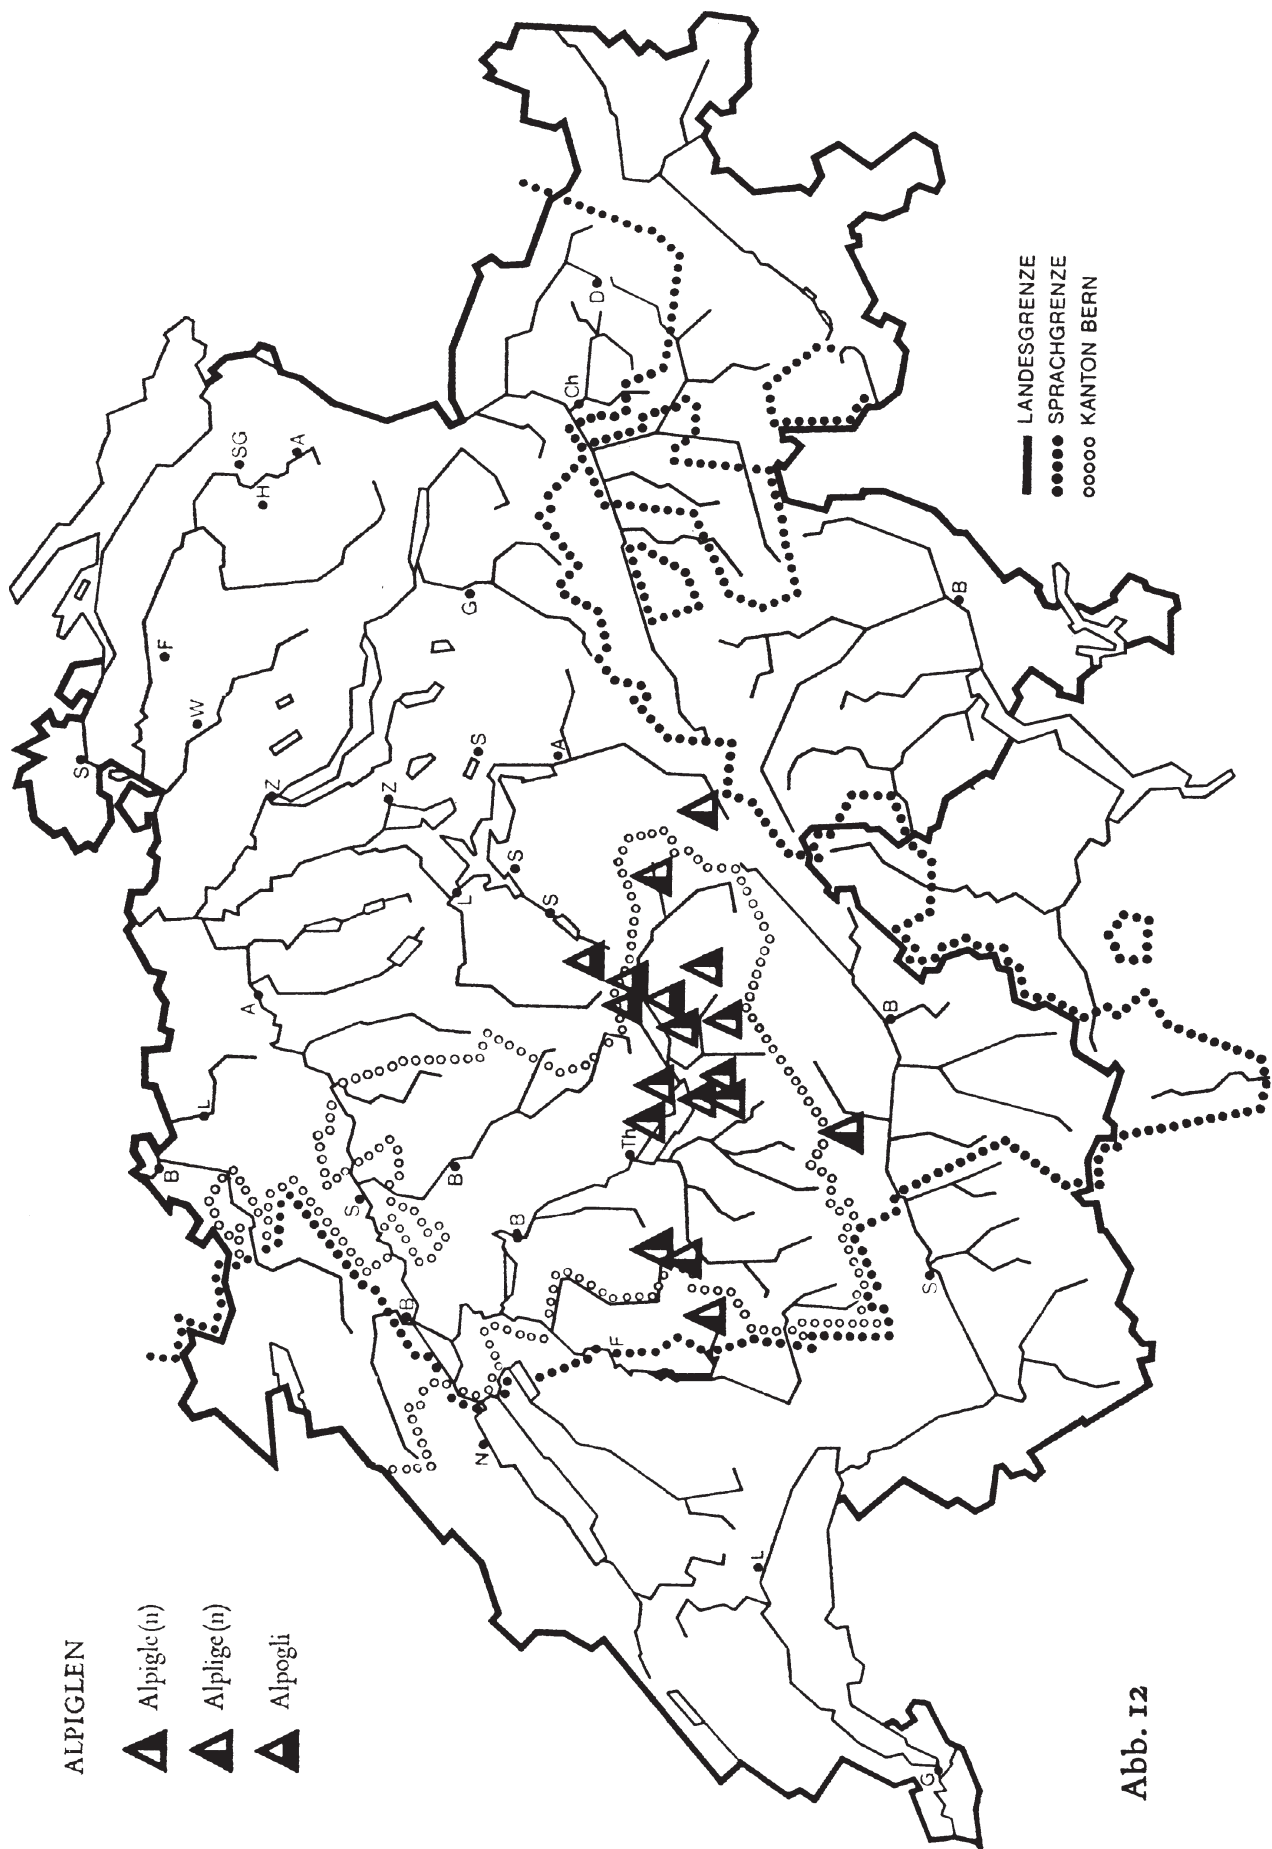 ALPIGLEN
Alpigle(n)
Alplige(n)
Alpogli
S
F
W
SG
H
A
Z
Z
S
A
G
Ch
D
L
B
A
L
S
S
B
S
B
Th
B
B
N
F
L
G
S
B
B
LANDESGRENZE
SPRACHGRENZE
KANTON BERN
Abb. 12